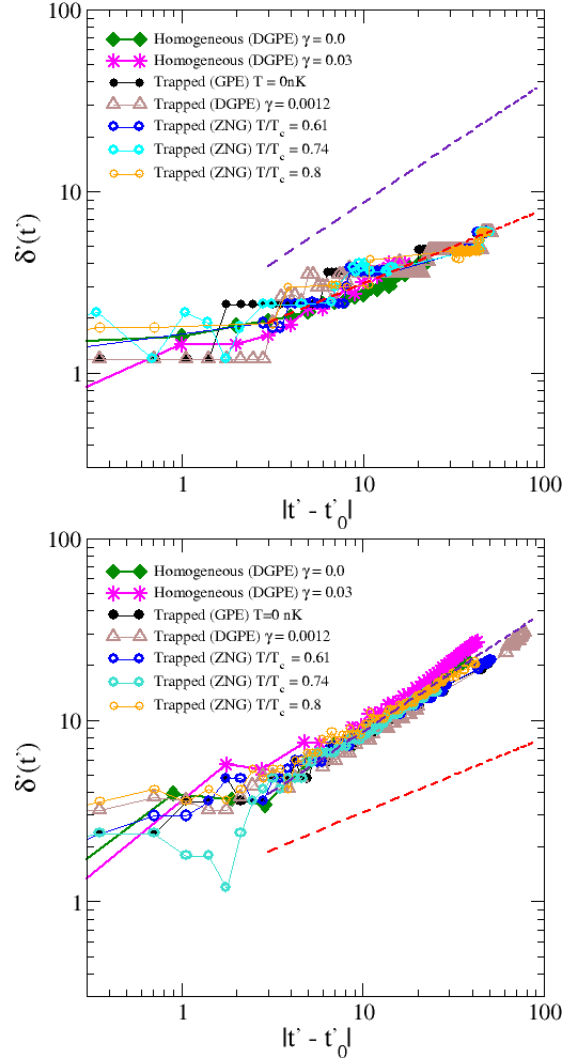 100
Homogeneous (DGPE) γ = 0.0
Homogeneous (DGPE) γ = 0.03
Trapped (GPE) T = 0nK
Trapped (DGPE) γ = 0.0012
Trapped (ZNG) T/Tc = 0.61
Trapped (ZNG) T/Tc = 0.74
Trapped (ZNG) T/Tc = 0.8
10
δ'(t')
1
1 10 100
|t' - t'0|
100
Homogeneous (DGPE) γ = 0.0
Homogeneous (DGPE) γ = 0.03
Trapped (GPE) T=0 nK
Trapped (DGPE) γ = 0.0012
Trapped (ZNG) T/Tc = 0.61
Trapped (ZNG) T/Tc = 0.74
Trapped (ZNG) T/Tc = 0.8
10
δ'(t')
1
1 10 100
|t' - t'0|